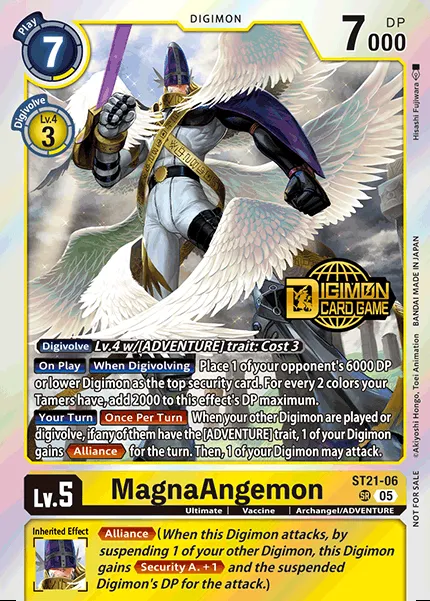 DIGIMON
Play
7
7000
DP
Digivolve
Lv.4
3
Hisashi Fujiwara
DIGIMON
CARD GAME
Digivolve Lv.4 w/[ADVENTURE] trait: Cost 3
On Play When Digivolving Place 1 of your opponent's 6000 DP
or lower Digimon as the top security card. For every 2 colors your
Tamers have, add 2000 to this effect's DP maximum.
Your Turn Once Per Turn When your other Digimon are played or
digivolve, if any of them have the [ADVENTURE] trait, 1 of your Digimon
gains Alliance for the turn. Then, 1 of your Digimon may attack.
©Akiyoshi Hongo, Toei Animation BANDAI MADE IN JAPAN
NOT FOR SALE
Lv.5
MagnaAngemon
ST21-06
SR 05
Ultimate | Vaccine | Archangel/ADVENTURE
Inherited Effect
Alliance (When this Digimon attacks, by
suspending 1 of your other Digimon, this Digimon
gains Security A. +1 and the suspended
Digimon's DP for the attack.)